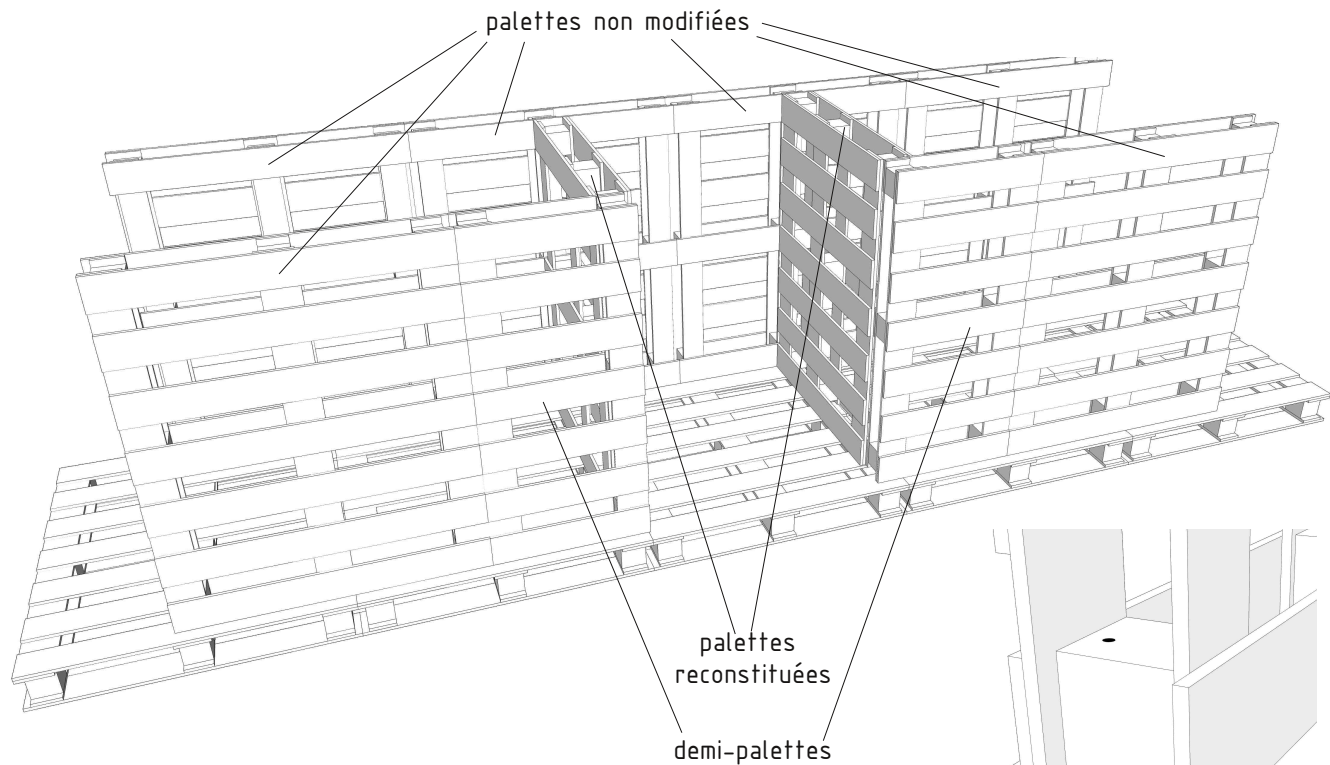 palettes non modifiées
palettes
reconstituées
demi-palettes